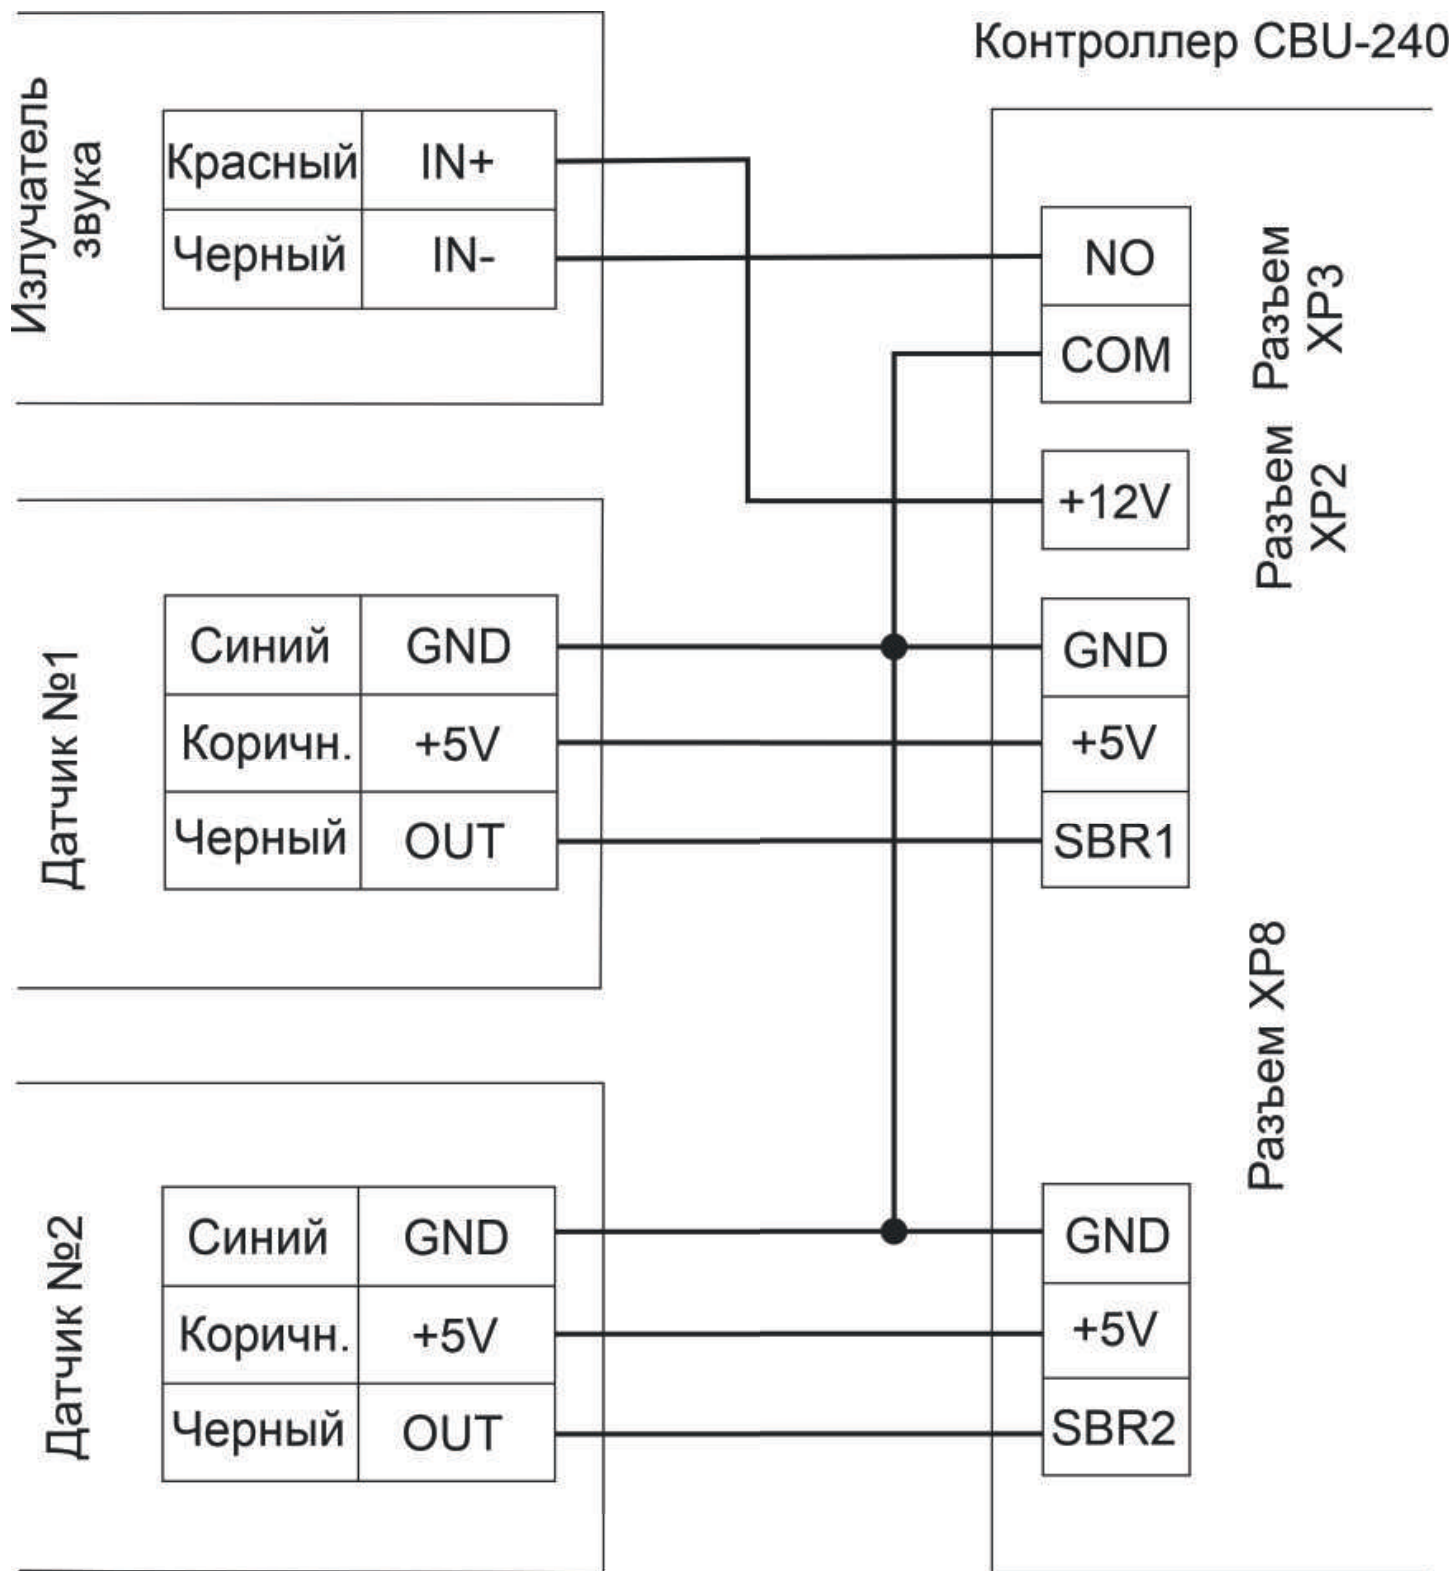 Контроллер CBU-240
Излучатель
звука
Красный IN+
Черный IN-
NO
COM
Разъем
XP3
+12V
Разъем
XP2
Датчик №1
Синий GND
Коричн. +5V
Черный OUT
GND
+5V
SBR1
Разъем XP8
Датчик №2
Синий GND
Коричн. +5V
Черный OUT
GND
+5V
SBR2